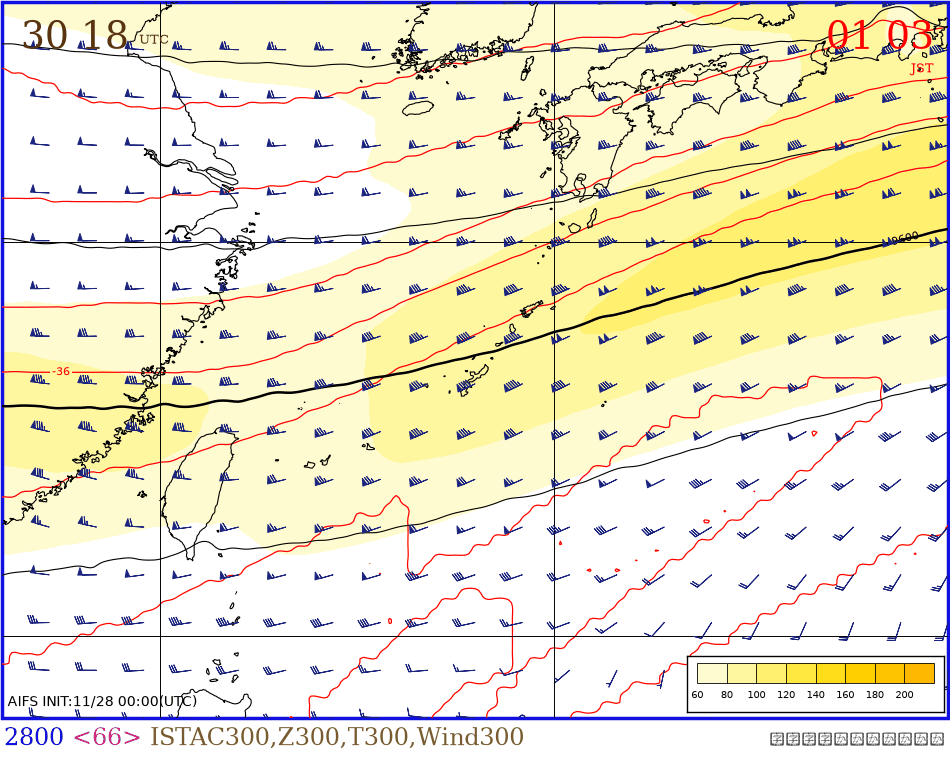 30 18 UTC 01 03
JST
9600
-36
60 80 100 120 140 160 180 200
AIFS INIT:11/28 00:00(UTC)
2800 <66> ISTAC300,Z300,T300,Wind300